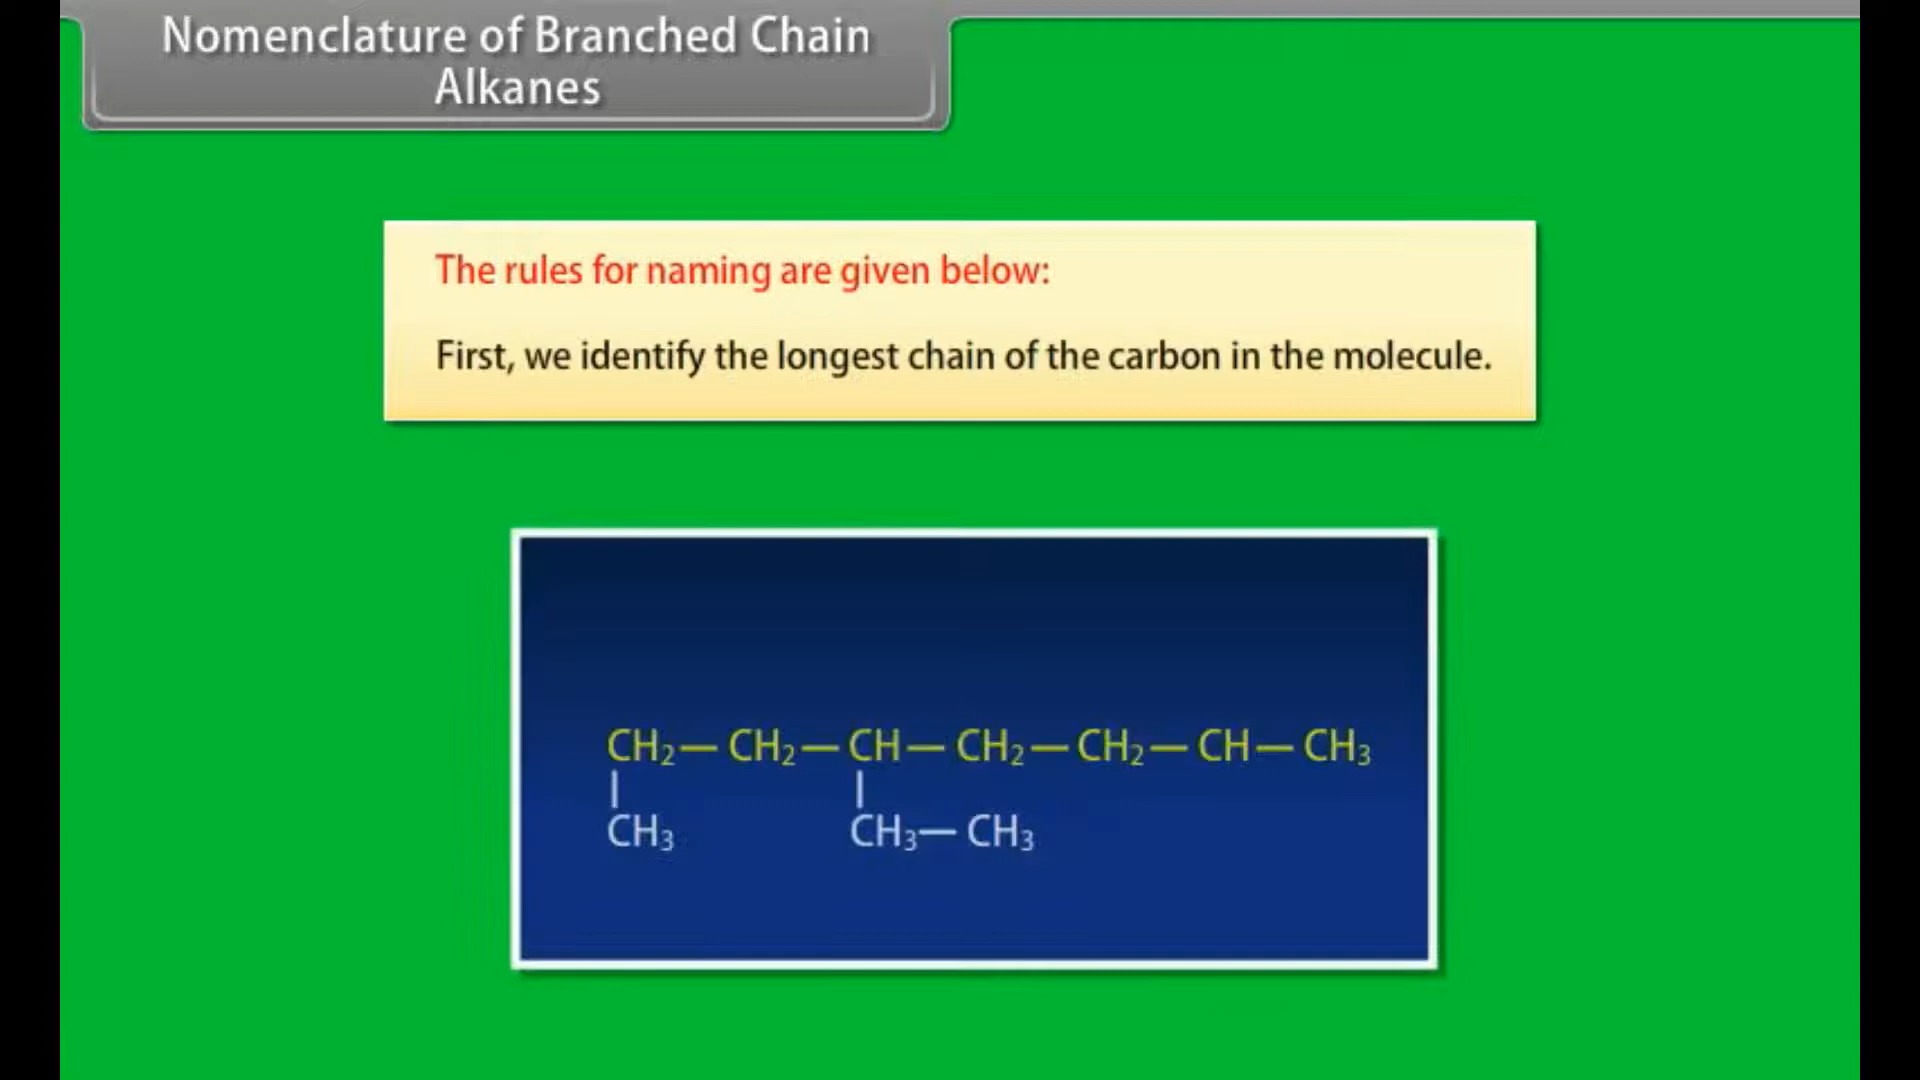 Nomenclature of Branched Chain
Alkanes
The rules for naming are given below:
First, we identify the longest chain of the carbon in the molecule.
CH₂—CH₂—CH—CH₂—CH₂—CH—CH₃
CH₃ CH₃—CH₃